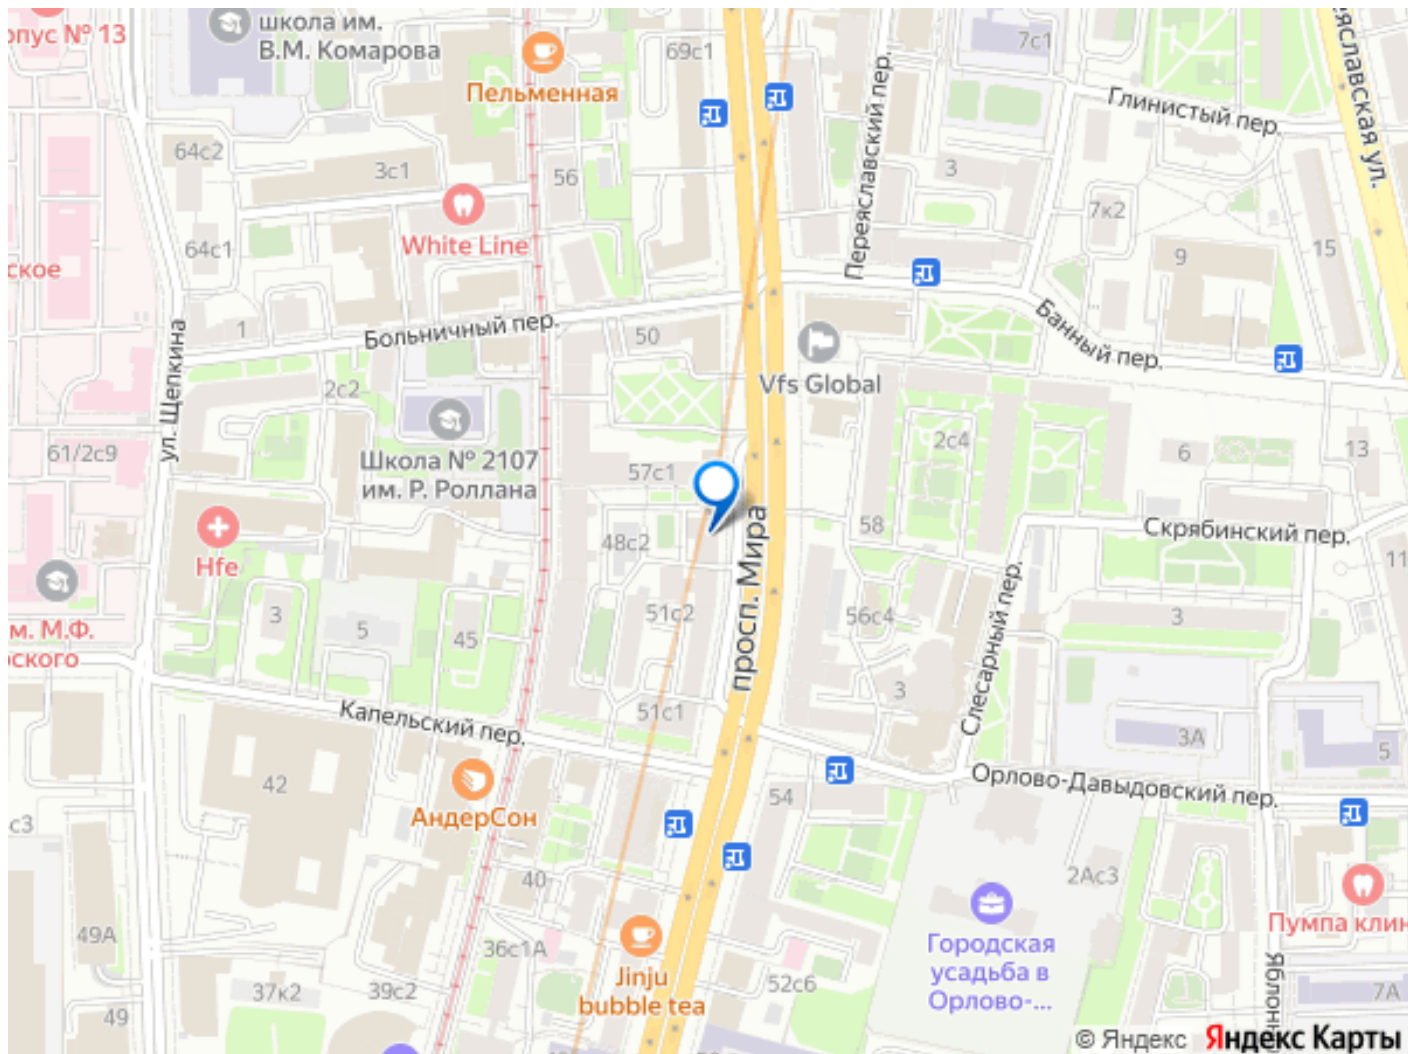 школа им.
В.М. Комарова
69с1
7с1
Пельменная
Глинистый пер.
Переяславский пер.
64с2
3с1
56
3
7к2
White Line
64с1
9
15
ское
1
Больничный пер.
50
Банный пер.
ул. Щепкина
Vfs Global
2с2
61/2с9
Школа № 2107
им. Р. Роллана
57с1
2с4
6
13
просп. Мира
58
Скрябинский пер.
48с2
Hfe
11
Слесарный пер.
3
5
45
51с2
56с4
3
м. М.Ф.
ского
3
Капельский пер.
51с1
3А
5
42
АндерСон
54
Орлово-Давыдовский пер.
с3
40
2Ас3
49А
36с1А
Jinju
bubble tea
Городская
усадьба в
Орлово-...
52с6
37к2
39с2
49
7А
© Яндекс Яндекс Карты